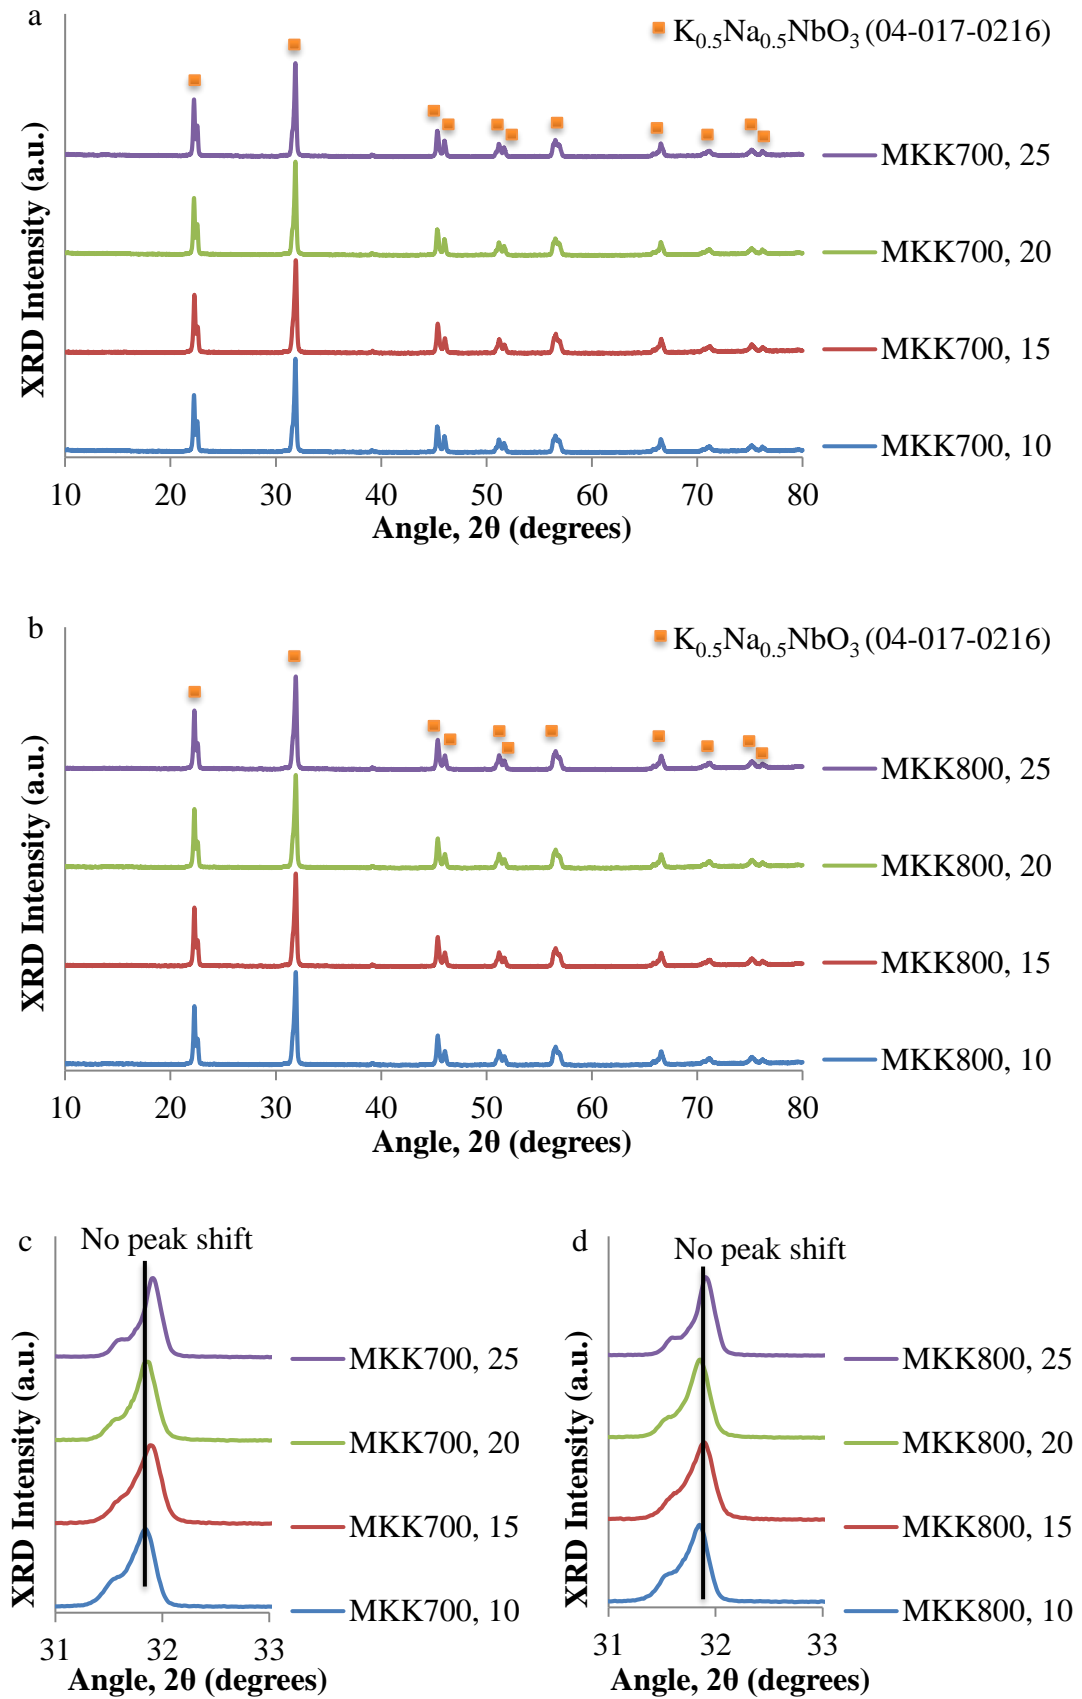 a
K₀.₅Na₀.₅NbO₃ (04-017-0216)
XRD Intensity (a.u.)
MKK700, 25
MKK700, 20
MKK700, 15
MKK700, 10
10 20 30 40 50 60 70 80
Angle, 2θ (degrees)
b
K₀.₅Na₀.₅NbO₃ (04-017-0216)
XRD Intensity (a.u.)
MKK800, 25
MKK800, 20
MKK800, 15
MKK800, 10
10 20 30 40 50 60 70 80
Angle, 2θ (degrees)
c
No peak shift
XRD Intensity (a.u.)
MKK700, 25
MKK700, 20
MKK700, 15
MKK700, 10
31 32 33
Angle, 2θ (degrees)
d
No peak shift
XRD Intensity (a.u.)
MKK800, 25
MKK800, 20
MKK800, 15
MKK800, 10
31 32 33
Angle, 2θ (degrees)